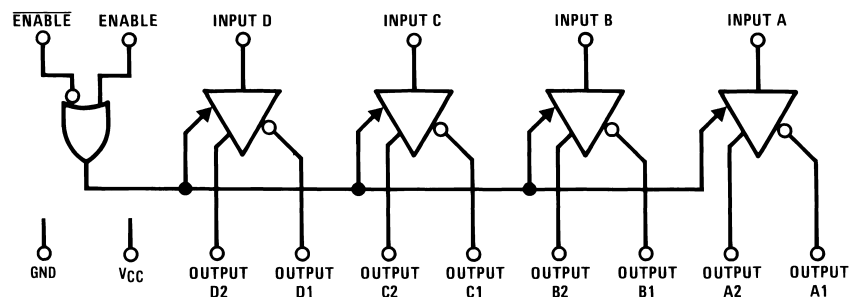 E̅N̅A̅B̅L̅E̅ ENABLE INPUT D INPUT C INPUT B INPUT A
GND VCC OUTPUT D2 OUTPUT D1 OUTPUT C2 OUTPUT C1 OUTPUT B2 OUTPUT B1 OUTPUT A2 OUTPUT A1